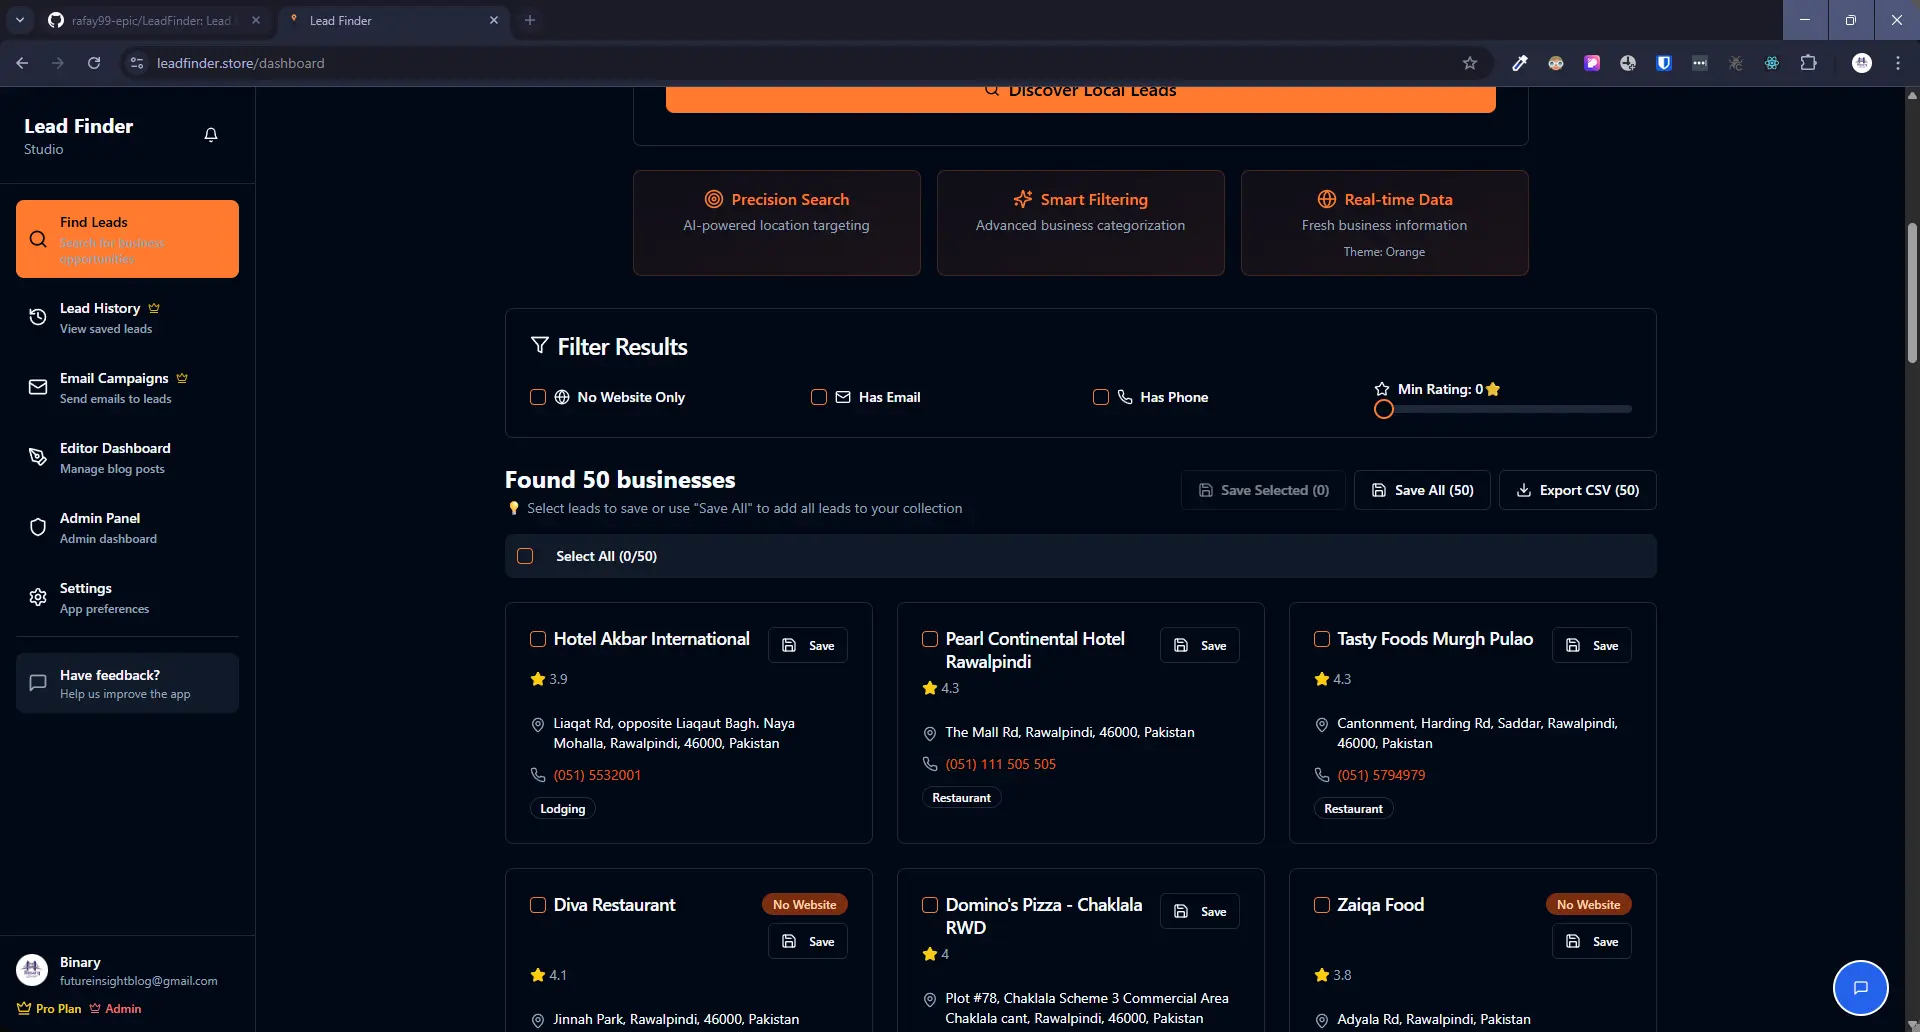 rafay99-epic/LeadFinder: Lead
Lead Finder
leadfinder.store/dashboard
Lead Finder
Studio
Find Leads
Search for business
opportunities
Lead History
View saved leads
Email Campaigns
Send emails to leads
Editor Dashboard
Manage blog posts
Admin Panel
Admin dashboard
Settings
App preferences
Have feedback?
Help us improve the app
Binary
futureinsightblog@gmail.com
Pro Plan Admin
Discover Local Leads
Precision Search
AI-powered location targeting
Smart Filtering
Advanced business categorization
Real-time Data
Fresh business information
Theme: Orange
Filter Results
No Website Only
Has Email
Has Phone
Min Rating: 0
Found 50 businesses
Select leads to save or use "Save All" to add all leads to your collection
Save Selected (0)
Save All (50)
Export CSV (50)
Select All (0/50)
Hotel Akbar International
Save
3.9
Liaqat Rd, opposite Liaqaut Bagh، Naya
Mohalla, Rawalpindi, 46000, Pakistan
(051) 5532001
Lodging
Pearl Continental Hotel
Rawalpindi
Save
4.3
The Mall Rd, Rawalpindi, 46000, Pakistan
(051) 111 505 505
Restaurant
Tasty Foods Murgh Pulao
Save
4.3
Cantonment, Harding Rd, Saddar, Rawalpindi,
46000, Pakistan
(051) 5794979
Restaurant
Diva Restaurant
No Website
Save
4.1
Jinnah Park, Rawalpindi, 46000, Pakistan
Domino's Pizza - Chaklala
RWD
Save
4
Plot #78, Chaklala Scheme 3 Commercial Area
Chaklala cant, Rawalpindi, 46000, Pakistan
Zaiqa Food
No Website
Save
3.8
Adyala Rd, Rawalpindi, Pakistan